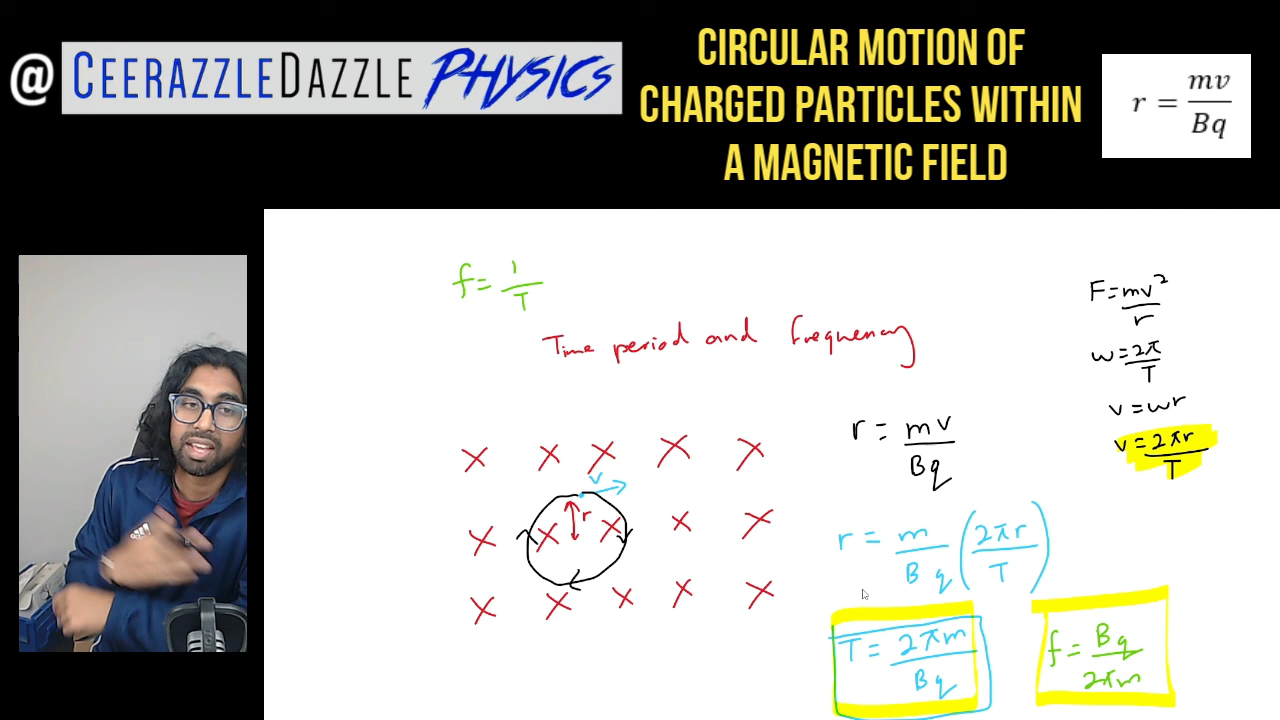 @ CEERAZZLEDAZZLE PHYSICS
CIRCULAR MOTION OF
CHARGED PARTICLES WITHIN
A MAGNETIC FIELD
r = mv/Bq
f = 1/T
Time period and frequency
F = mv²/r
w = 2π/T
v = wr
v = 2πr/T
r = mv/Bq
X X X X X
v
r
X X X X X
X X X X X
r = m/Bq (2πr/T)
T = 2πm/Bq
f = Bq/2πm